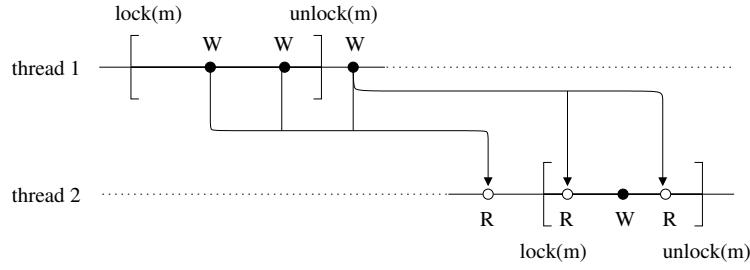 lock(m) unlock(m)
W W W
thread 1
thread 2
R R W R
lock(m) unlock(m)